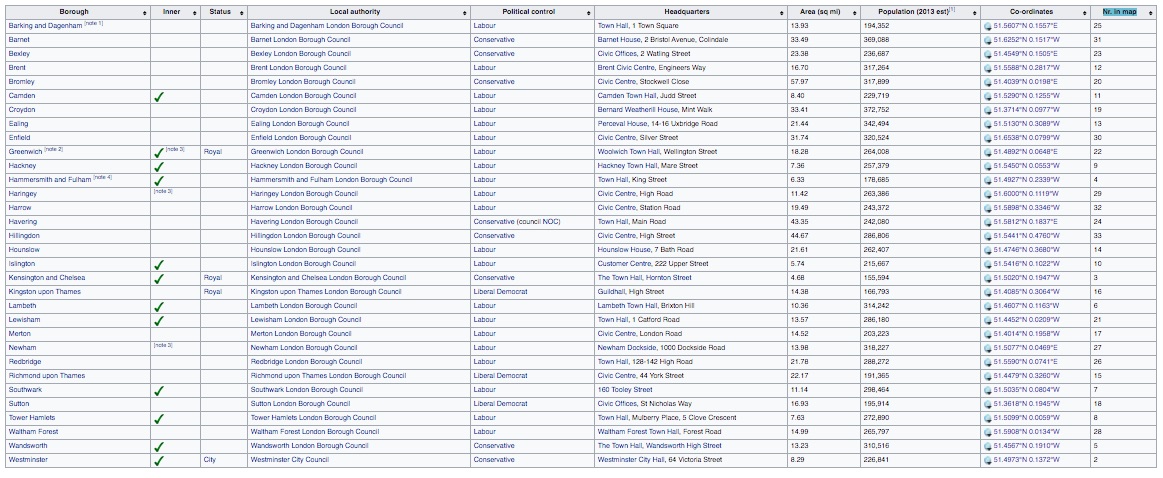 Borough Inner Status Local authority Political control Headquarters Area (sq mi) Population (2013 est)[1] Co-ordinates Nr. in map
Barking and Dagenham [note 1] Barking and Dagenham London Borough Council Labour Town Hall, 1 Town Square 13.93 194,352 51.5607°N 0.1557°E 25
Barnet Barnet London Borough Council Conservative Barnet House, 2 Bristol Avenue, Colindale 33.49 369,088 51.6252°N 0.1517°W 31
Bexley Bexley London Borough Council Conservative Civic Offices, 2 Watling Street 23.38 236,687 51.4549°N 0.1505°E 23
Brent Brent London Borough Council Labour Brent Civic Centre, Engineers Way 16.70 317,264 51.5588°N 0.2817°W 12
Bromley Bromley London Borough Council Conservative Civic Centre, Stockwell Close 57.97 317,899 51.4039°N 0.0198°E 20
Camden ✓ Camden London Borough Council Labour Camden Town Hall, Judd Street 8.40 229,719 51.5290°N 0.1255°W 11
Croydon Croydon London Borough Council Labour Bernard Weatherill House, Mint Walk 33.41 372,752 51.3714°N 0.0977°W 19
Ealing Ealing London Borough Council Labour Perceval House, 14-16 Uxbridge Road 21.44 342,494 51.5130°N 0.3089°W 13
Enfield Enfield London Borough Council Labour Civic Centre, Silver Street 31.74 320,524 51.6538°N 0.0799°W 30
Greenwich [note 2] ✓ [note 3] Royal Greenwich London Borough Council Labour Woolwich Town Hall, Wellington Street 18.28 264,008 51.4892°N 0.0648°E 22
Hackney ✓ Hackney London Borough Council Labour Hackney Town Hall, Mare Street 7.36 257,379 51.5450°N 0.0553°W 9
Hammersmith and Fulham [note 4] ✓ Hammersmith and Fulham London Borough Council Labour Town Hall, King Street 6.33 178,685 51.4927°N 0.2339°W 4
Haringey [note 3] Haringey London Borough Council Labour Civic Centre, High Road 11.42 263,386 51.6000°N 0.1119°W 29
Harrow Harrow London Borough Council Labour Civic Centre, Station Road 19.49 243,372 51.5898°N 0.3346°W 32
Havering Havering London Borough Council Conservative (council NOC) Town Hall, Main Road 43.35 242,080 51.5812°N 0.1837°E 24
Hillingdon Hillingdon London Borough Council Conservative Civic Centre, High Street 44.67 286,806 51.5441°N 0.4760°W 33
Hounslow Hounslow London Borough Council Labour Hounslow House, 7 Bath Road 21.61 262,407 51.4746°N 0.3680°W 14
Islington ✓ Islington London Borough Council Labour Customer Centre, 222 Upper Street 5.74 215,667 51.5416°N 0.1022°W 10
Kensington and Chelsea ✓ Royal Kensington and Chelsea London Borough Council Conservative The Town Hall, Hornton Street 4.68 155,594 51.5020°N 0.1947°W 3
Kingston upon Thames Royal Kingston upon Thames London Borough Council Liberal Democrat Guildhall, High Street 14.38 166,793 51.4085°N 0.3064°W 16
Lambeth ✓ Lambeth London Borough Council Labour Lambeth Town Hall, Brixton Hill 10.36 314,242 51.4607°N 0.1163°W 6
Lewisham ✓ Lewisham London Borough Council Labour Town Hall, 1 Catford Road 13.57 286,180 51.4452°N 0.0209°W 21
Merton Merton London Borough Council Labour Civic Centre, London Road 14.52 203,223 51.4014°N 0.1958°W 17
Newham [note 3] Newham London Borough Council Labour Newham Dockside, 1000 Dockside Road 13.98 318,227 51.5077°N 0.0469°E 27
Redbridge Redbridge London Borough Council Labour Town Hall, 128-142 High Road 21.78 288,272 51.5590°N 0.0741°E 26
Richmond upon Thames Richmond upon Thames London Borough Council Liberal Democrat Civic Centre, 44 York Street 22.17 191,365 51.4479°N 0.3260°W 15
Southwark ✓ Southwark London Borough Council Labour 160 Tooley Street 11.14 298,464 51.5035°N 0.0804°W 7
Sutton Sutton London Borough Council Liberal Democrat Civic Offices, St Nicholas Way 16.93 195,914 51.3618°N 0.1945°W 18
Tower Hamlets ✓ Tower Hamlets London Borough Council Labour Town Hall, Mulberry Place, 5 Clove Crescent 7.63 272,890 51.5099°N 0.0059°W 8
Waltham Forest Waltham Forest London Borough Council Labour Waltham Forest Town Hall, Forest Road 14.99 265,797 51.5908°N 0.0134°W 28
Wandsworth ✓ Wandsworth London Borough Council Conservative The Town Hall, Wandsworth High Street 13.23 310,516 51.4567°N 0.1910°W 5
Westminster ✓ City Westminster City Council Conservative Westminster City Hall, 64 Victoria Street 8.29 226,841 51.4973°N 0.1372°W 2